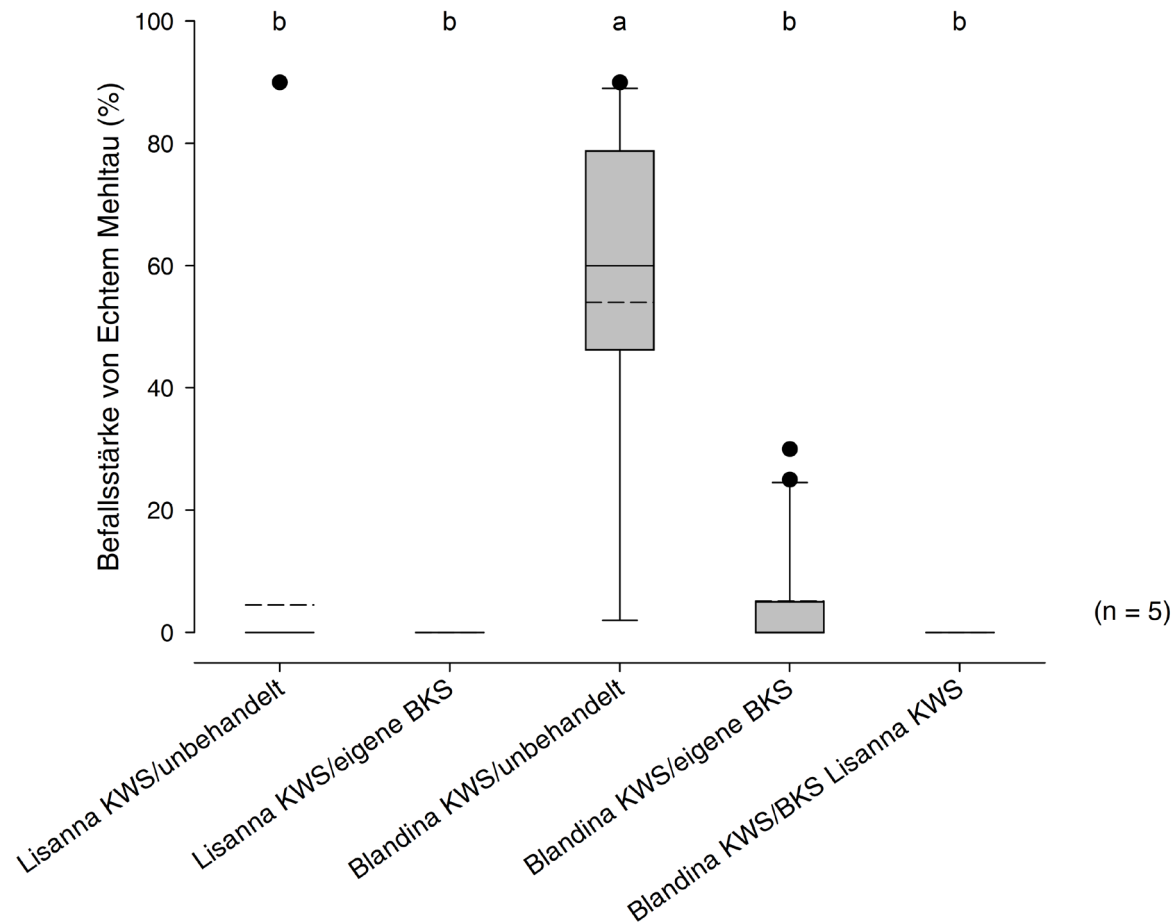 b b a b b
Befallsstärke von Echtem Mehltau (%)
100
80
60
40
20
0
(n = 5)
Lisanna KWS/unbehandelt
Lisanna KWS/eigene BKS
Blandina KWS/unbehandelt
Blandina KWS/eigene BKS
Blandina KWS/BKS Lisanna KWS